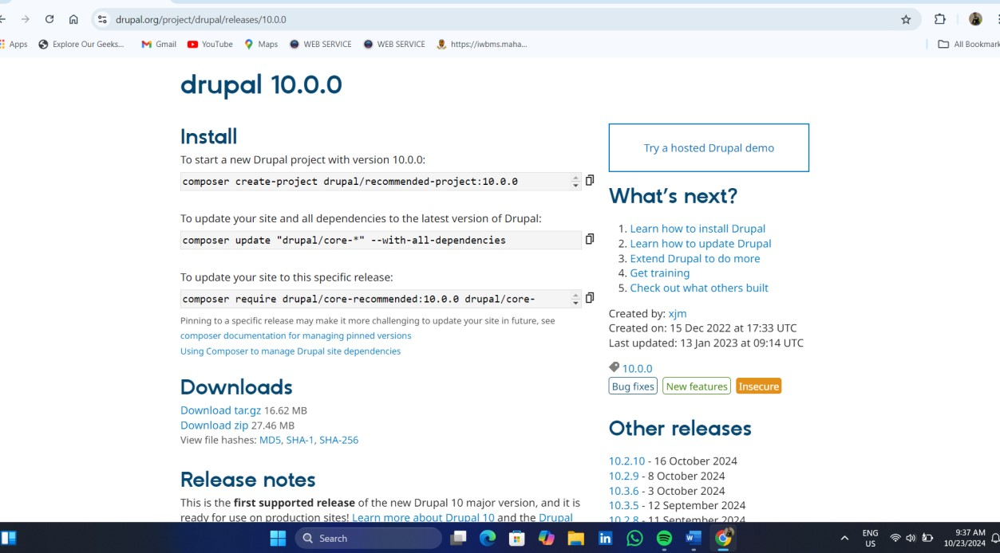 drupal.org/project/drupal/releases/10.0.0
Apps
Explore Our Geeks...
Gmail
YouTube
Maps
WEB SERVICE
WEB SERVICE
https://iwbms.maha...
All Bookmark
drupal 10.0.0
Install
To start a new Drupal project with version 10.0.0:
composer create-project drupal/recommended-project:10.0.0
To update your site and all dependencies to the latest version of Drupal:
composer update "drupal/core-*" --with-all-dependencies
To update your site to this specific release:
composer require drupal/core-recommended:10.0.0 drupal/core-
Pinning to a specific release may make it more challenging to update your site in future, see
composer documentation for managing pinned versions
Using Composer to manage Drupal site dependencies
Downloads
Download tar.gz 16.62 MB
Download zip 27.46 MB
View file hashes: MD5, SHA-1, SHA-256
Release notes
This is the first supported release of the new Drupal 10 major version, and it is
ready for use on production sites! Learn more about Drupal 10 and the Drupal
Try a hosted Drupal demo
What's next?
1. Learn how to install Drupal
2. Learn how to update Drupal
3. Extend Drupal to do more
4. Get training
5. Check out what others built
Created by: xjm
Created on: 15 Dec 2022 at 17:33 UTC
Last updated: 13 Jan 2023 at 09:14 UTC
10.0.0
Bug fixes
New features
Insecure
Other releases
10.2.10 - 16 October 2024
10.2.9 - 8 October 2024
10.3.6 - 3 October 2024
10.3.5 - 12 September 2024
10.2.8 - 11 September 2024
Search
ENG
US
9:37 AM
10/23/2024